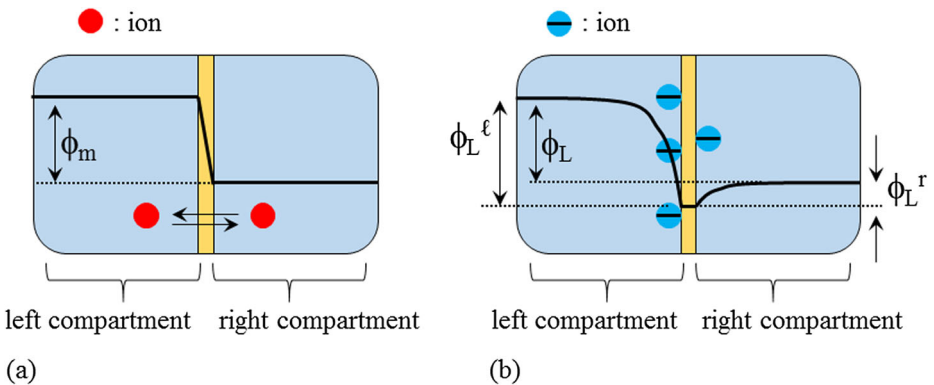 : ion
: ion
ϕm
ϕLℓ
ϕL
ϕLr
left compartment
right compartment
left compartment
right compartment
(a)
(b)